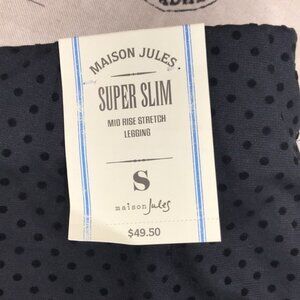 MAISON JULES
SUPER SLIM
MID RISE STRETCH
LEGGING
S
maison Jules
$49.50